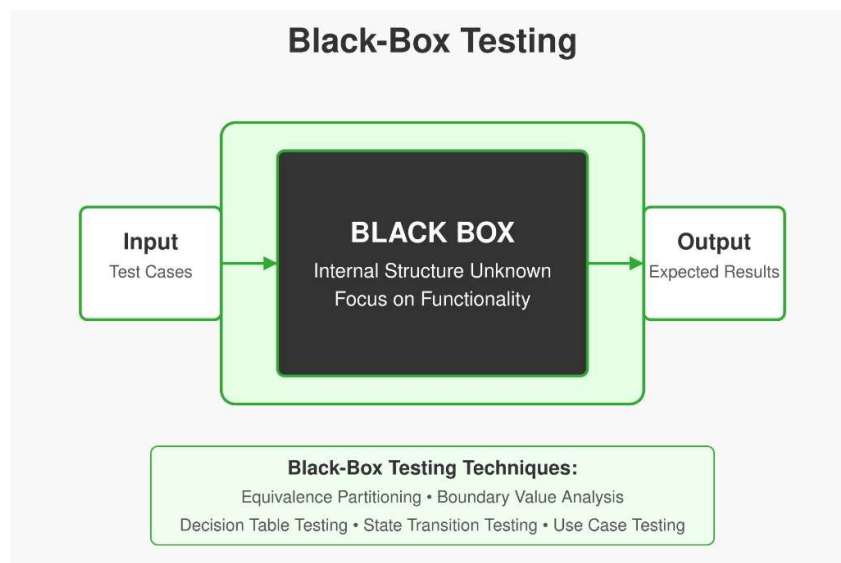 Black-Box Testing
Input
Test Cases
BLACK BOX
Internal Structure Unknown
Focus on Functionality
Output
Expected Results
Black-Box Testing Techniques:
Equivalence Partitioning • Boundary Value Analysis
Decision Table Testing • State Transition Testing • Use Case Testing